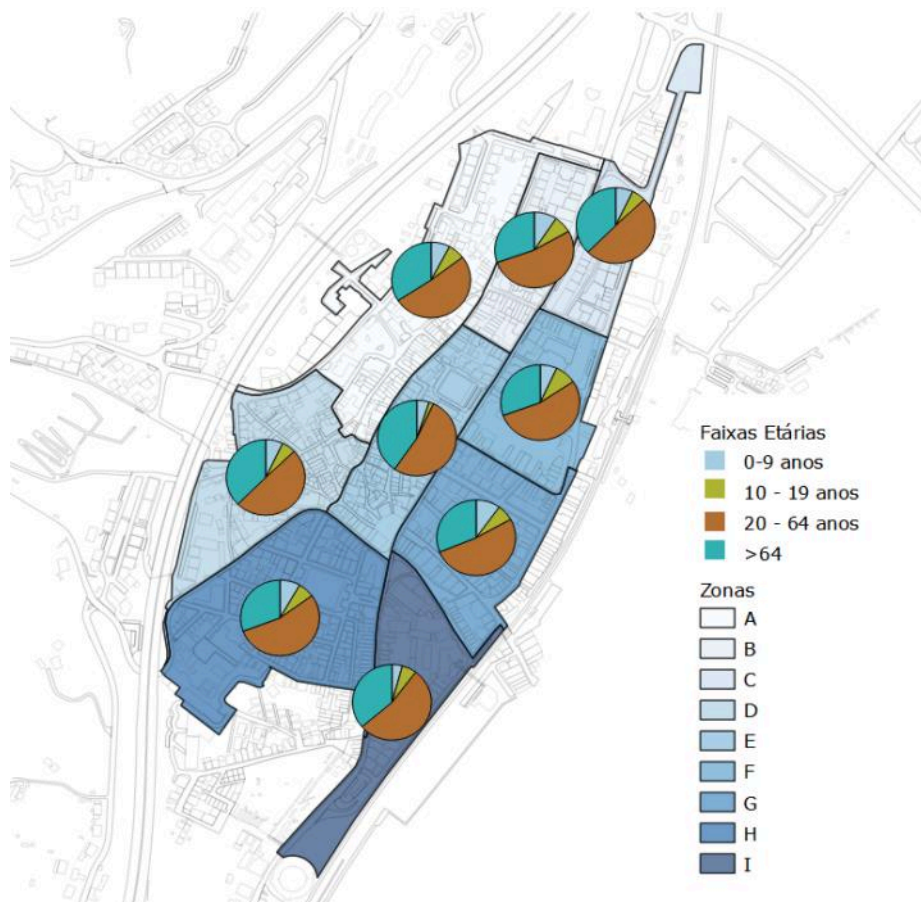 Faixas Etárias
0-9 anos
10 - 19 anos
20 - 64 anos
>64
Zonas
A
B
C
D
E
F
G
H
I